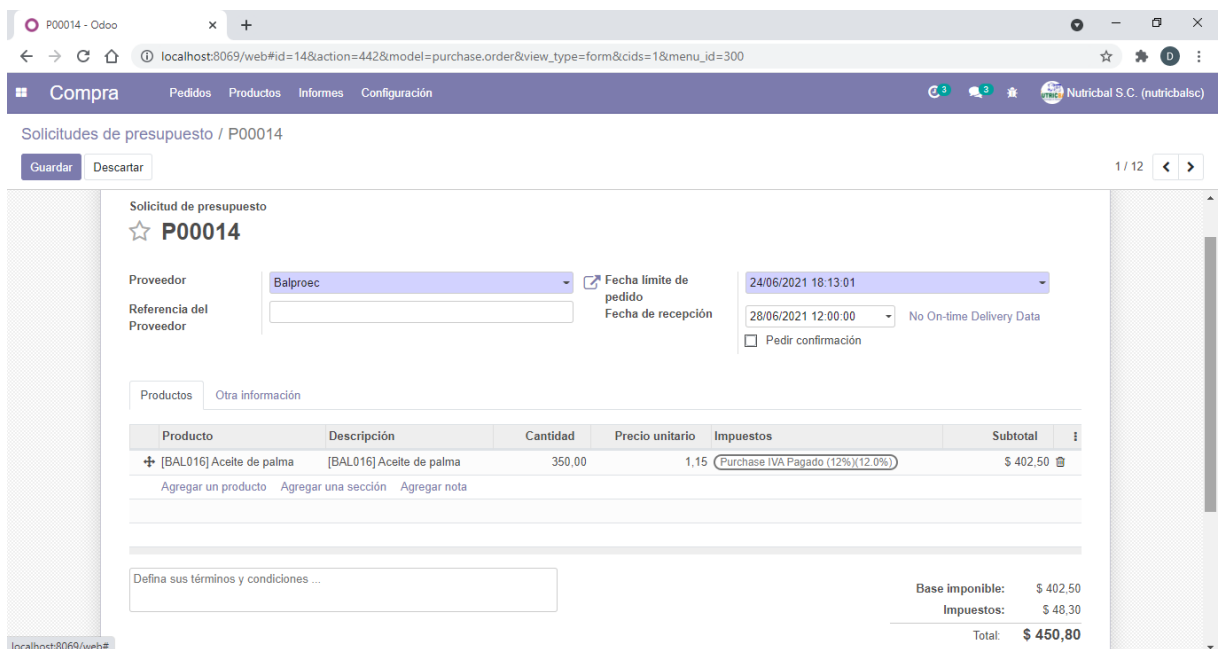 P00014 - Odoo
localhost:8069/web#id=14&action=442&model=purchase.order&view_type=form&cids=1&menu_id=300
D
Compra Pedidos Productos Informes Configuración 3 3 Nutricbal S.C. (nutricbalsc)
Solicitudes de presupuesto / P00014
Guardar Descartar 1 / 12
Solicitud de presupuesto
P00014
Proveedor Balproec Fecha límite de pedido 24/06/2021 18:13:01
Referencia del Proveedor Fecha de recepción 28/06/2021 12:00:00 No On-time Delivery Data
Pedir confirmación
Productos Otra información
Producto Descripción Cantidad Precio unitario Impuestos Subtotal
[BAL016] Aceite de palma [BAL016] Aceite de palma 350,00 1,15 Purchase IVA Pagado (12%)(12.0%) $ 402,50
Agregar un producto Agregar una sección Agregar nota
Defina sus términos y condiciones ...
Base imponible: $ 402,50
Impuestos: $ 48,30
Total: $ 450,80
localhost:8069/web#